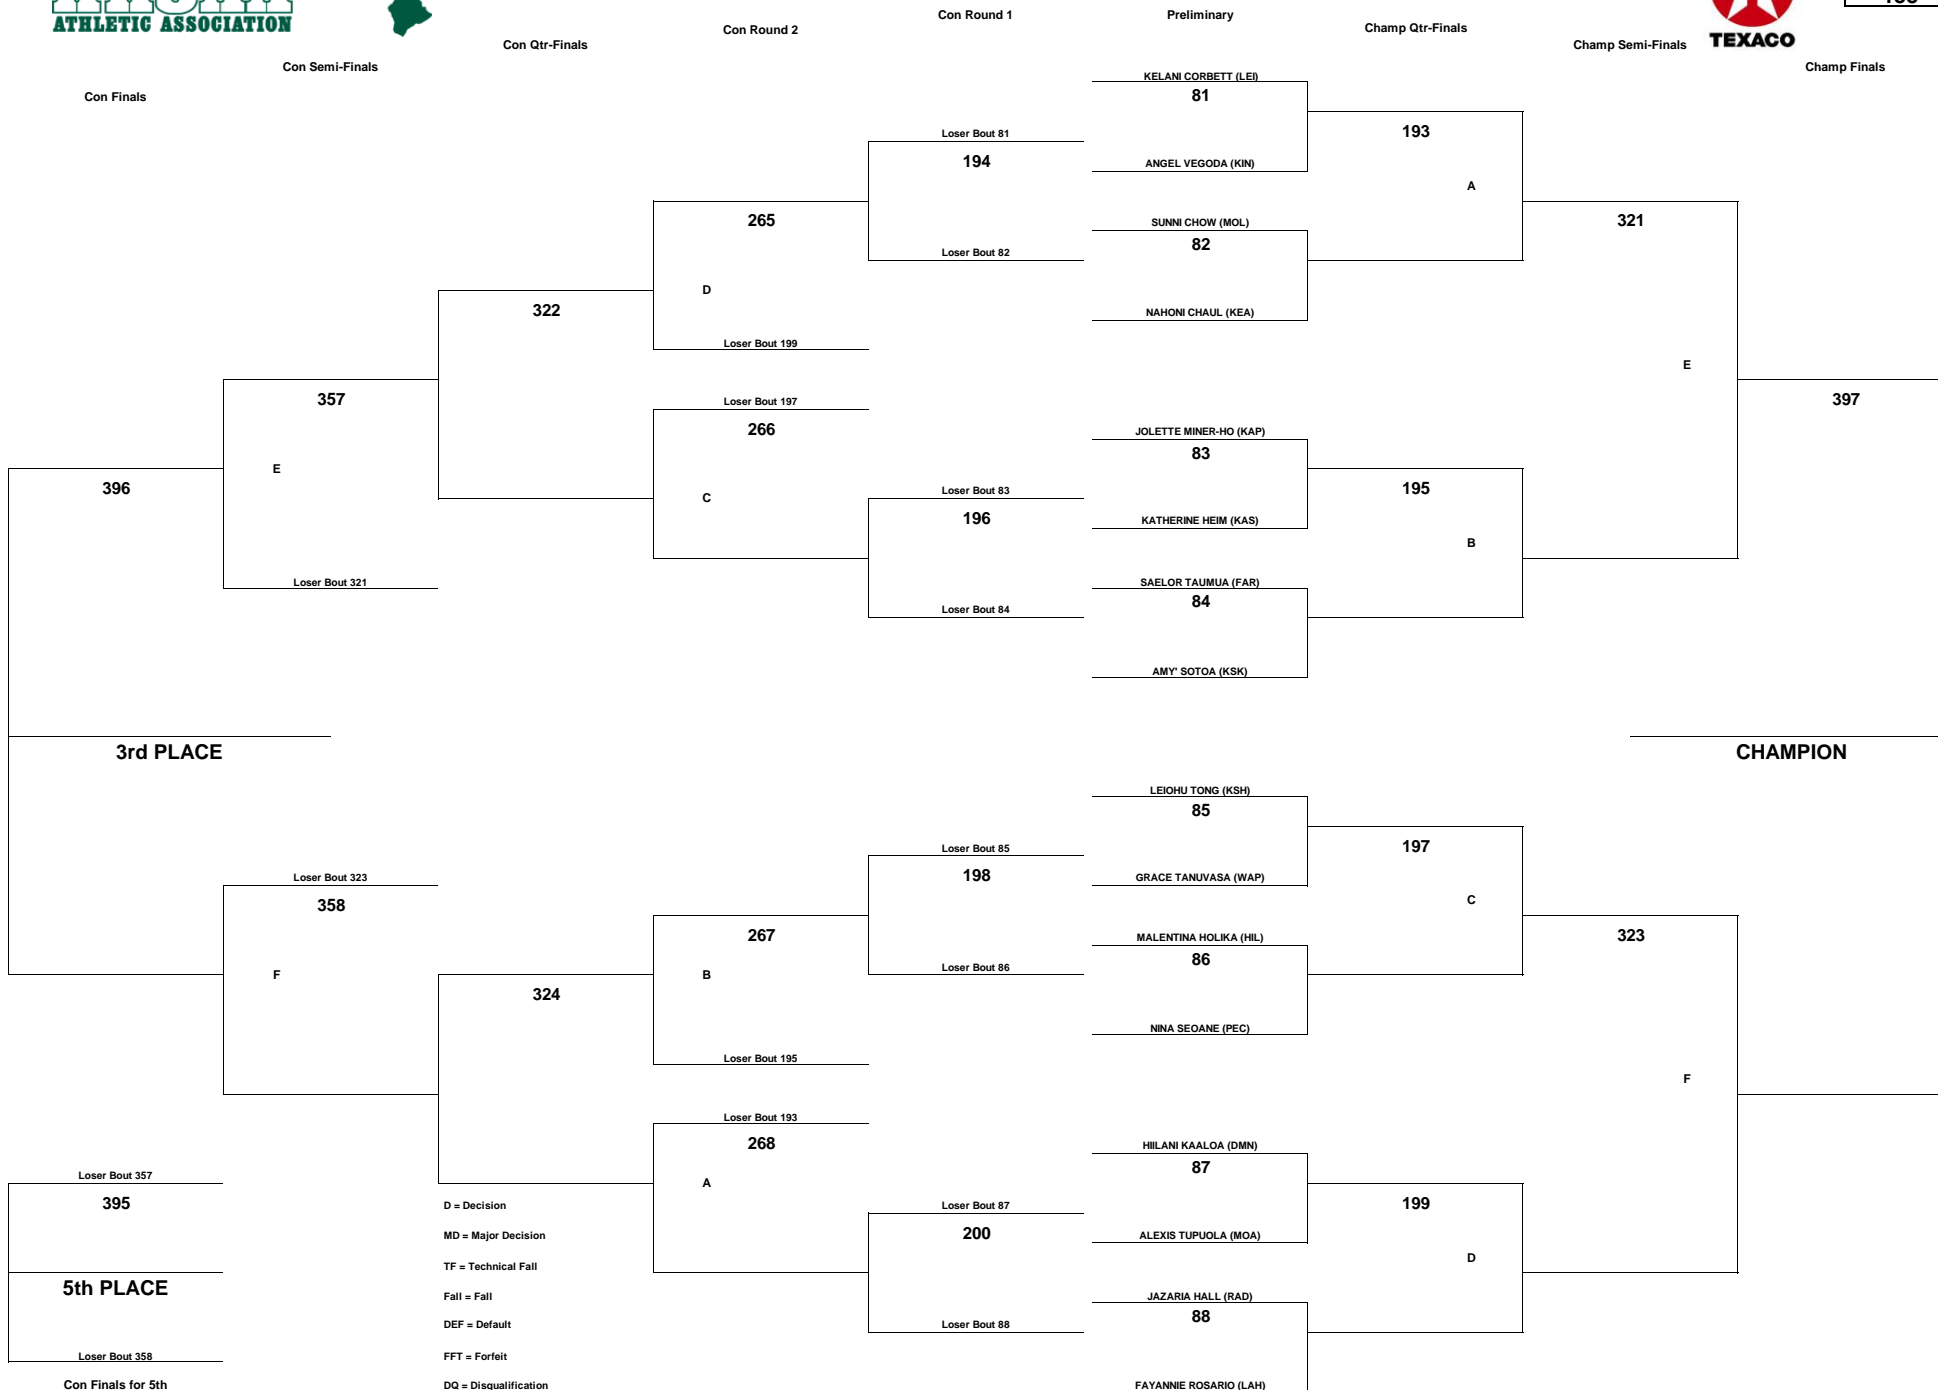 ATHLETIC ASSOCIATION
TEXACO
Con Finals
Con Semi-Finals
Con Qtr-Finals
Con Round 2
Con Round 1
Preliminary
Champ Qtr-Finals
Champ Semi-Finals
Champ Finals
KELANI CORBETT (LEI)
81
Loser Bout 81
193
194
ANGEL VEGODA (KIN)
A
265
SUNNI CHOW (MOL)
321
82
Loser Bout 82
D
322
NAHONI CHAUL (KEA)
Loser Bout 199
E
357
Loser Bout 197
397
266
JOLETTE MINER-HO (KAP)
83
E
396
C
Loser Bout 83
195
196
KATHERINE HEIM (KAS)
B
Loser Bout 321
SAELOR TAUMUA (FAR)
84
Loser Bout 84
AMY' SOTOA (KSK)
3rd PLACE
CHAMPION
LEIOHU TONG (KSH)
85
Loser Bout 85
197
198
Loser Bout 323
GRACE TANUVASA (WAP)
358
C
267
MALENTINA HOLIKA (HIL)
323
86
Loser Bout 86
F
B
324
NINA SEOANE (PEC)
Loser Bout 195
F
Loser Bout 193
268
HIILANI KAALOA (DMN)
87
Loser Bout 357
A
395
D = Decision
Loser Bout 87
199
200
MD = Major Decision
ALEXIS TUPUOLA (MOA)
D
TF = Technical Fall
5th PLACE
Fall = Fall
JAZARIA HALL (RAD)
88
DEF = Default
Loser Bout 88
Loser Bout 358
FFT = Forfeit
Con Finals for 5th
DQ = Disqualification
FAYANNIE ROSARIO (LAH)